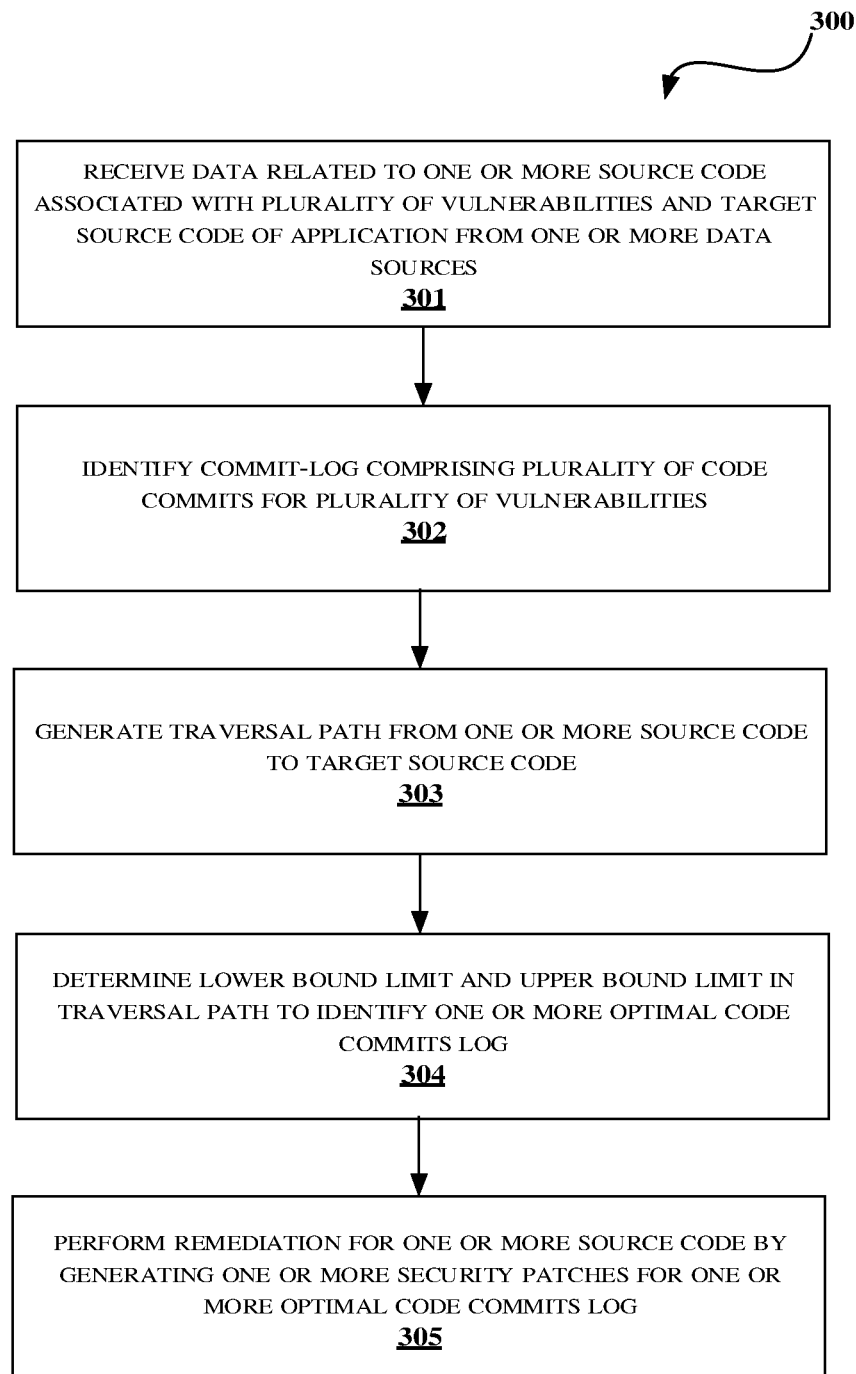 300
RECEIVE DATA RELATED TO ONE OR MORE SOURCE CODE
ASSOCIATED WITH PLURALITY OF VULNERABILITIES AND TARGET
SOURCE CODE OF APPLICATION FROM ONE OR MORE DATA
SOURCES
301
IDENTIFY COMMIT-LOG COMPRISING PLURALITY OF CODE
COMMITS FOR PLURALITY OF VULNERABILITIES
302
GENERATE TRAVERSAL PATH FROM ONE OR MORE SOURCE CODE
TO TARGET SOURCE CODE
303
DETERMINE LOWER BOUND LIMIT AND UPPER BOUND LIMIT IN
TRAVERSAL PATH TO IDENTIFY ONE OR MORE OPTIMAL CODE
COMMITS LOG
304
PERFORM REMEDIATION FOR ONE OR MORE SOURCE CODE BY
GENERATING ONE OR MORE SECURITY PATCHES FOR ONE OR
MORE OPTIMAL CODE COMMITS LOG
305